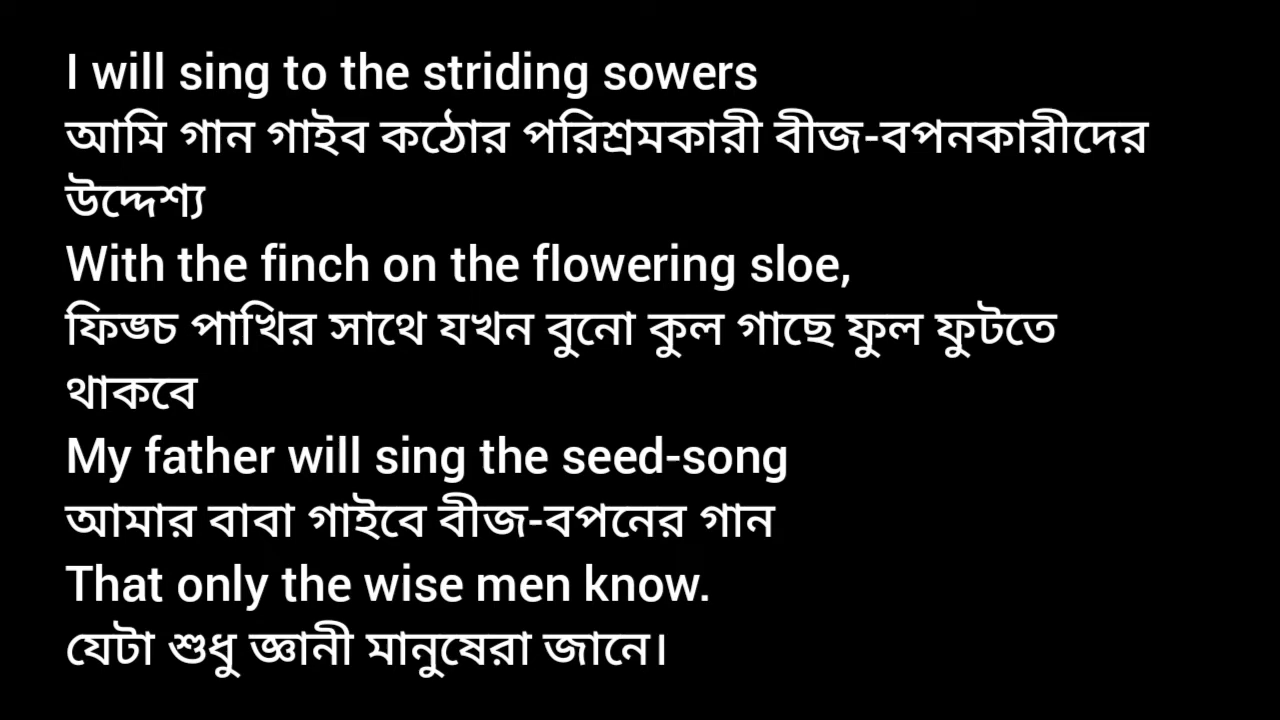 I will sing to the striding sowers
আমি গান গাইব কঠোর পরিশ্রমকারী বীজ-বপনকারীদের
উদ্দেশ্য
With the finch on the flowering sloe,
ফিঙ্চ পাখির সাথে যখন বুনো কুল গাছে ফুল ফুটতে
থাকবে
My father will sing the seed-song
আমার বাবা গাইবে বীজ-বপনের গান
That only the wise men know.
যেটা শুধু জ্ঞানী মানুষেরা জানে।